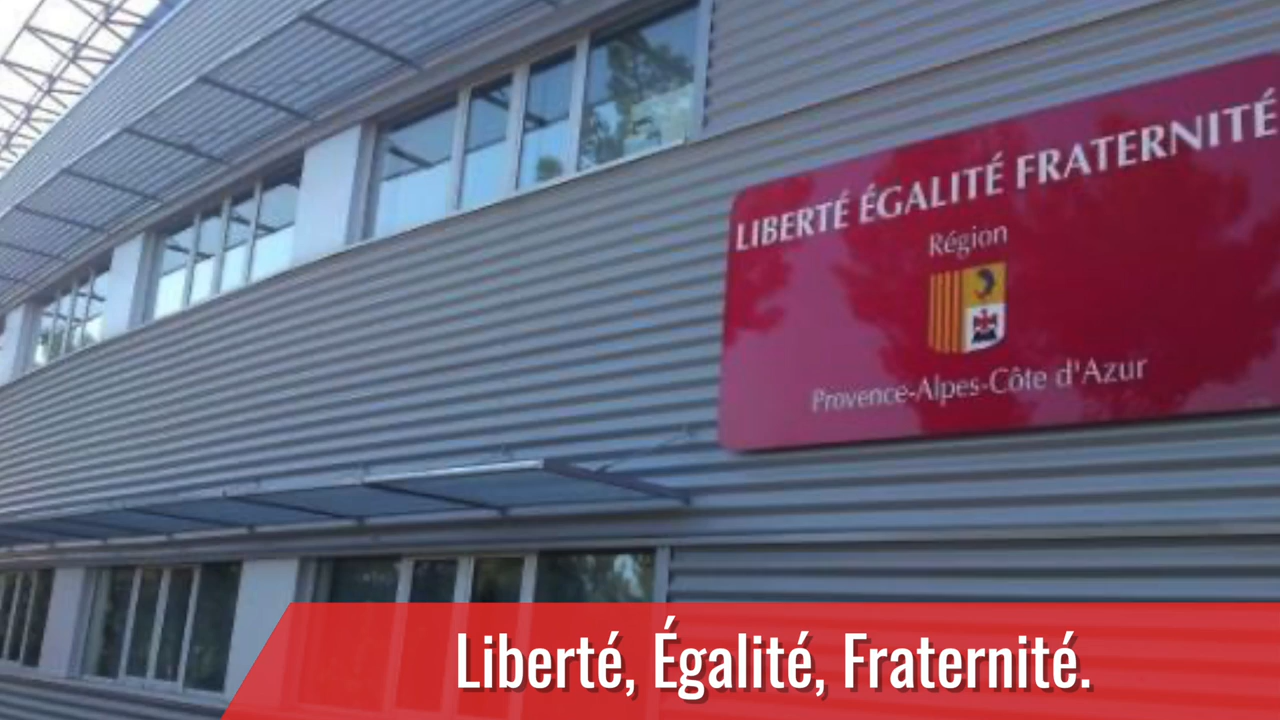 LIBERTÉ ÉGALITÉ FRATERNITÉ
Région
Provence-Alpes-Côte d'Azur
Liberté, Égalité, Fraternité.